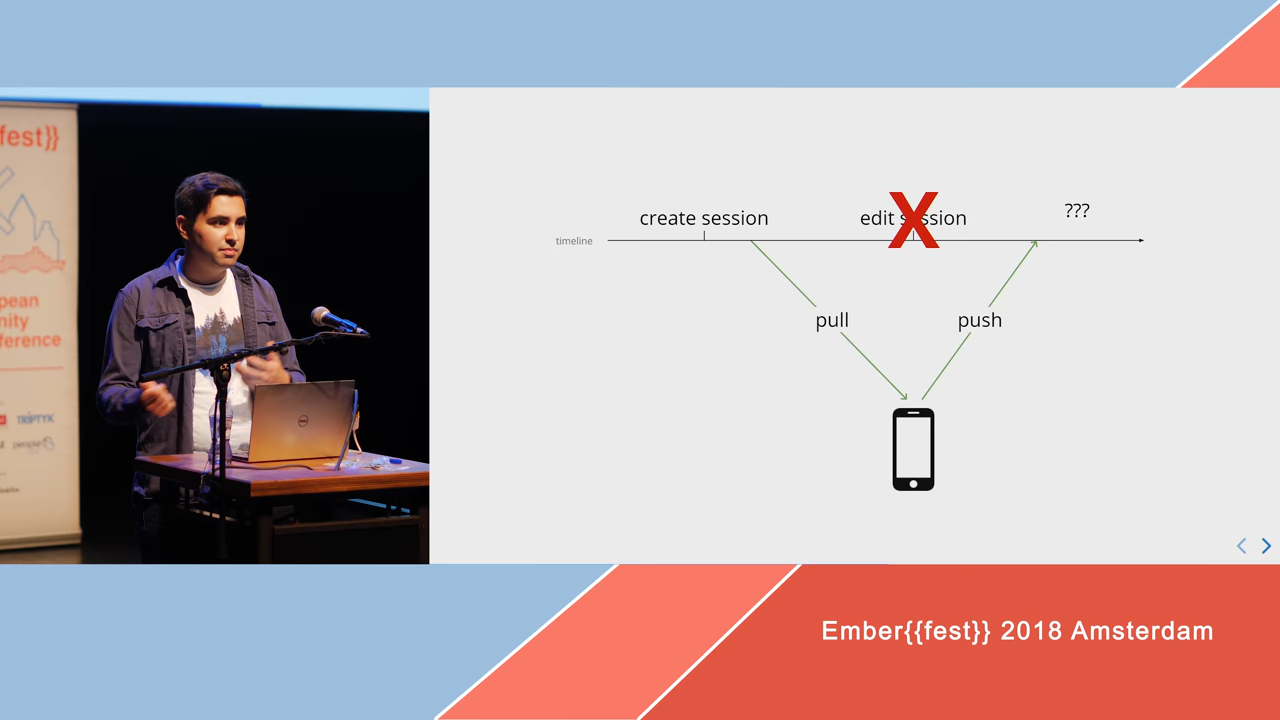 fest}}
pean
nity
ference
TRIPTYK
people
create session
edit session
X
???
timeline
pull
push
Ember{{fest}} 2018 Amsterdam